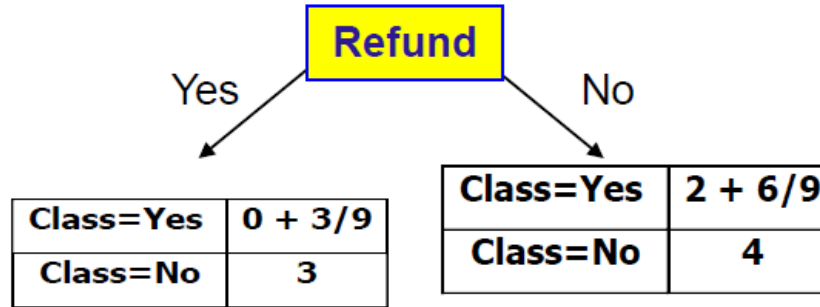 Refund
Yes
No
Class=Yes 0 + 3/9
Class=No 3
Class=Yes 2 + 6/9
Class=No 4